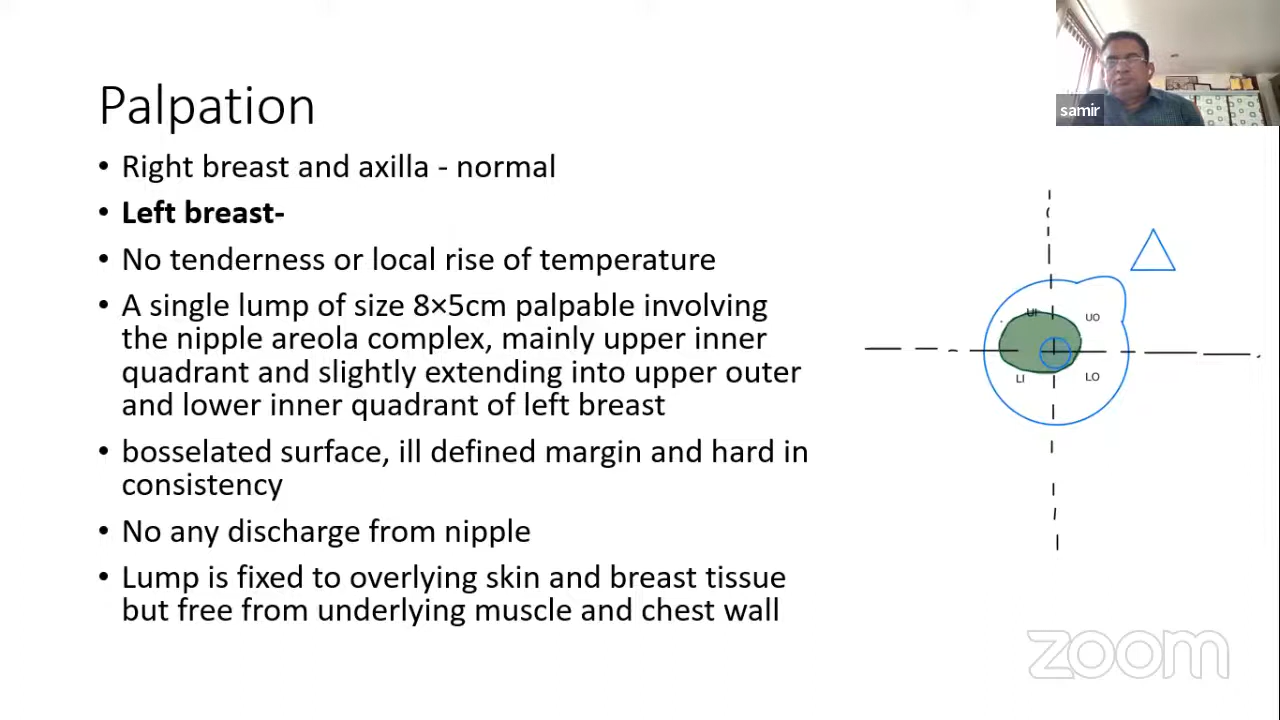 samir
Palpation
• Right breast and axilla - normal
• Left breast-
• No tenderness or local rise of temperature
• A single lump of size 8×5cm palpable involving
the nipple areola complex, mainly upper inner
quadrant and slightly extending into upper outer
and lower inner quadrant of left breast
• bosselated surface, ill defined margin and hard in
consistency
• No any discharge from nipple
• Lump is fixed to overlying skin and breast tissue
but free from underlying muscle and chest wall
UI
UO
LI
LO
zoom